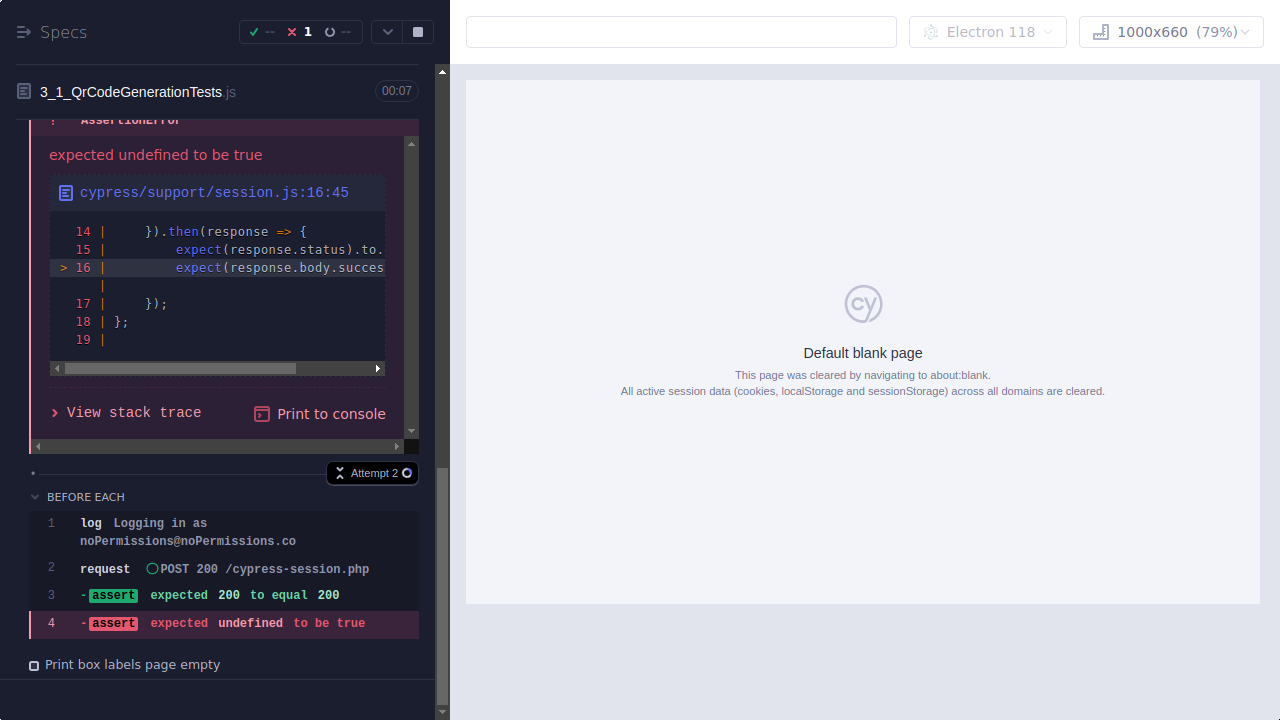 Specs
-- 1 --
Electron 118
1000x660 (79%)
3_1_QrCodeGenerationTests.js
00:07
! AssertionError
expected undefined to be true
cypress/support/session.js:16:45
14 | }).then(response => {
15 | expect(response.status).to.
> 16 | expect(response.body.succes
|
17 | });
18 | };
19 |
View stack trace
Print to console
Attempt 2
BEFORE EACH
1 log Logging in as
noPermissions@noPermissions.co
2 request POST 200 /cypress-session.php
3 -assert expected 200 to equal 200
4 -assert expected undefined to be true
Print box labels page empty
cy
Default blank page
This page was cleared by navigating to about:blank.
All active session data (cookies, localStorage and sessionStorage) across all domains are cleared.